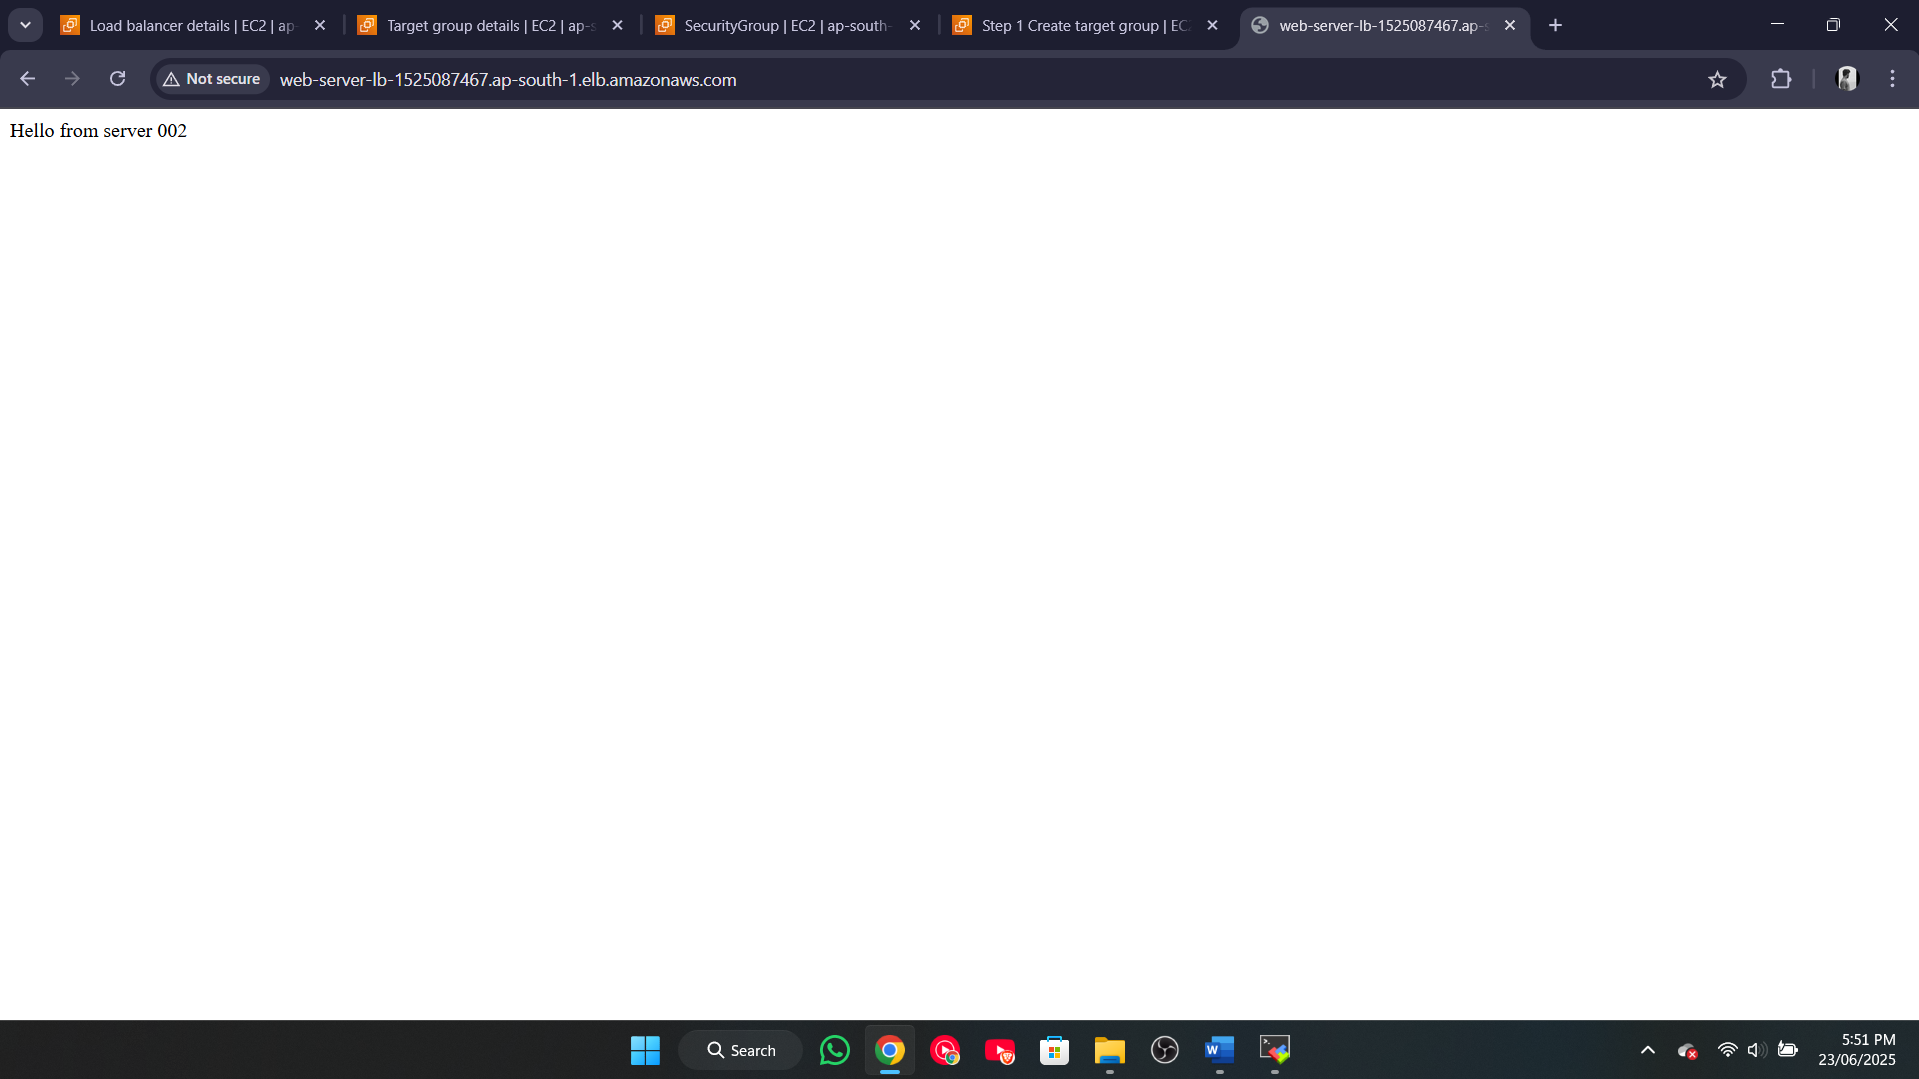 Load balancer details | EC2 | ap-
Target group details | EC2 | ap-s
SecurityGroup | EC2 | ap-south-
Step 1 Create target group | EC2
web-server-lb-1525087467.ap-s
Not secure
web-server-lb-1525087467.ap-south-1.elb.amazonaws.com
Hello from server 002
Search
W
5:51 PM
23/06/2025